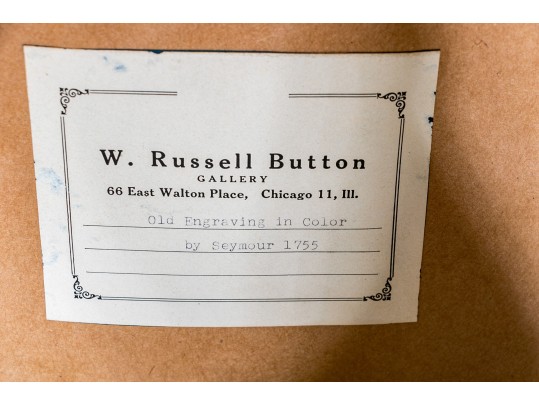 W. Russell Button
GALLERY
66 East Walton Place, Chicago 11, Ill.
Old Engraving in Color
by Seymour 1755